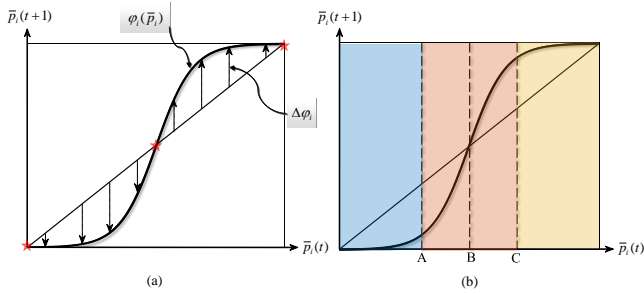 p̅ᵢ(t+1)
φᵢ(p̅ᵢ)
Δφᵢ
p̅ᵢ(t)
(a)
p̅ᵢ(t+1)
A
B
C
p̅ᵢ(t)
(b)